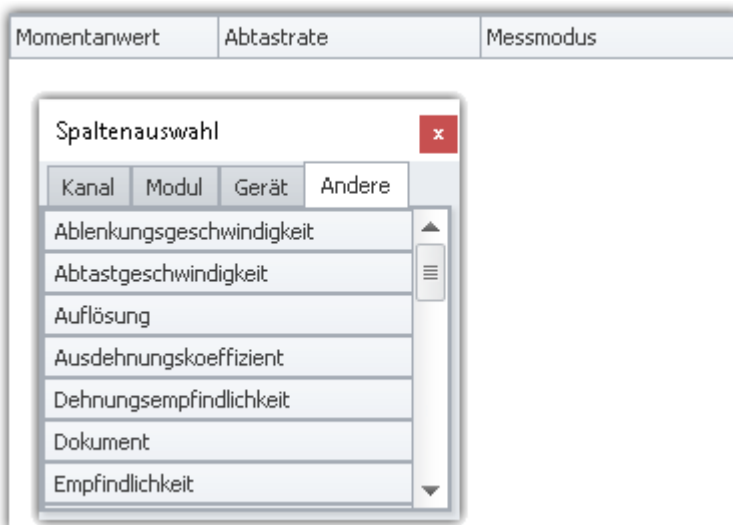 Momentanwert Abtastrate Messmodus
Spaltenauswahl x
Kanal Modul Gerät Andere
Ablenkungsgeschwindigkeit
Abtastgeschwindigkeit
Auflösung
Ausdehnungskoeffizient
Dehnungsempfindlichkeit
Dokument
Empfindlichkeit